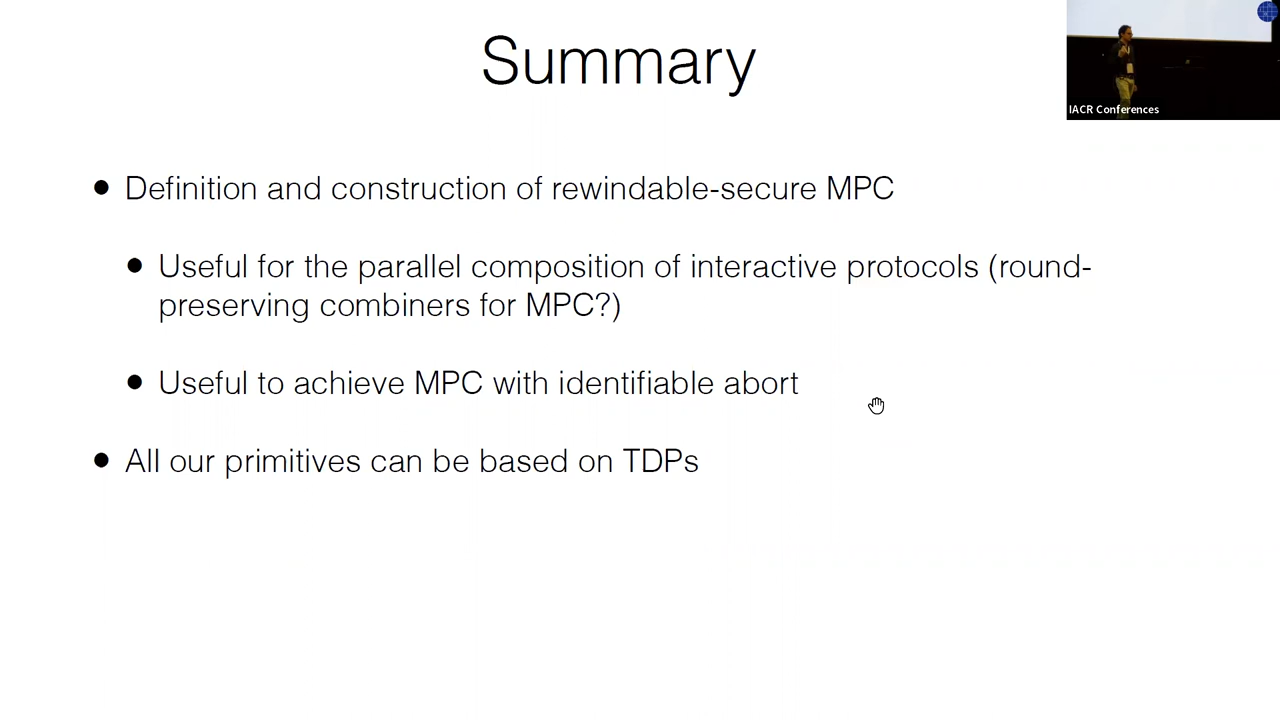 Summary
IACR Conferences
• Definition and construction of rewindable-secure MPC
• Useful for the parallel composition of interactive protocols (round-
preserving combiners for MPC?)
• Useful to achieve MPC with identifiable abort
• All our primitives can be based on TDPs